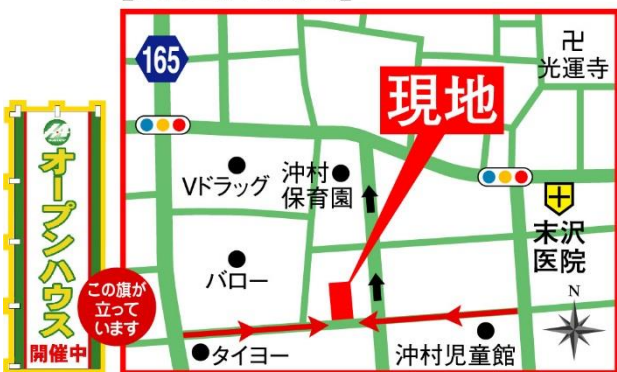 オープンハウス
開催中
この旗が
立って
います
165
卍
光運寺
現地
Vドラッグ
沖村
保育園
末沢
医院
バロー
N
タイヨー
沖村児童館